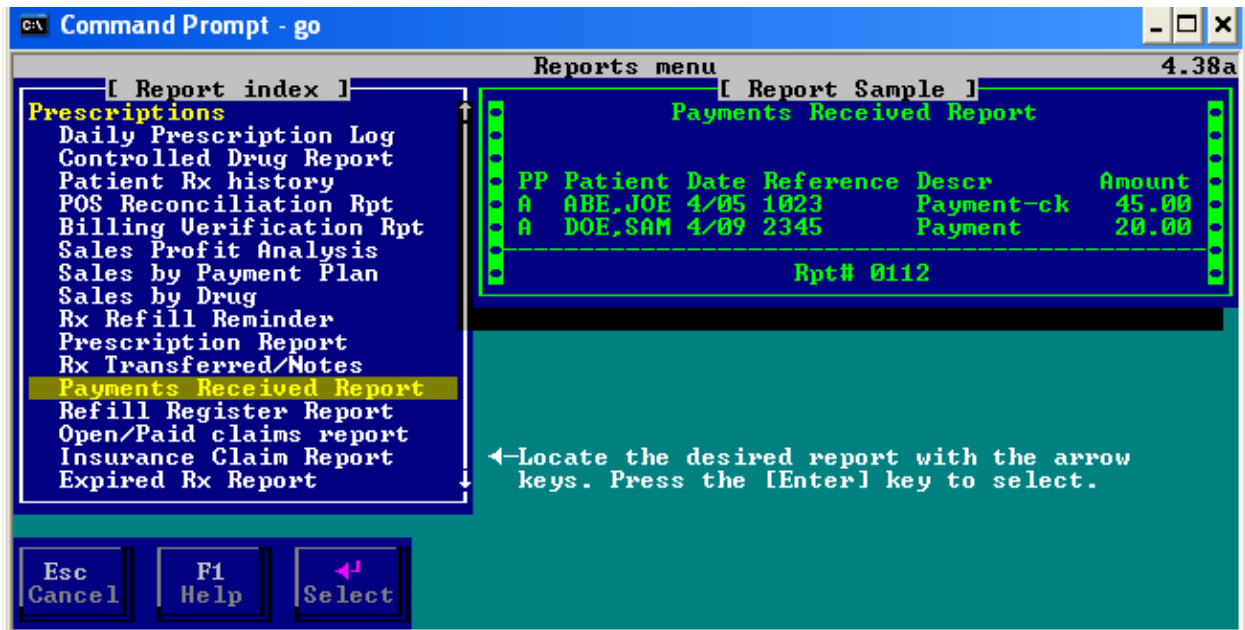 Command Prompt - go
Reports menu 4.38a
[ Report index ]
Prescriptions
Daily Prescription Log
Controlled Drug Report
Patient Rx history
POS Reconciliation Rpt
Billing Verification Rpt
Sales Profit Analysis
Sales by Payment Plan
Sales by Drug
Rx Refill Reminder
Prescription Report
Rx Transferred/Notes
Payments Received Report
Refill Register Report
Open/Paid claims report
Insurance Claim Report
Expired Rx Report
[ Report Sample ]
Payments Received Report
PP Patient Date Reference Descr Amount
A ABE,JOE 4/05 1023 Payment-ck 45.00
A DOE,SAM 4/09 2345 Payment 20.00
Rpt# 0112
Locate the desired report with the arrow
keys. Press the [Enter] key to select.
Esc F1
Cancel Help Select